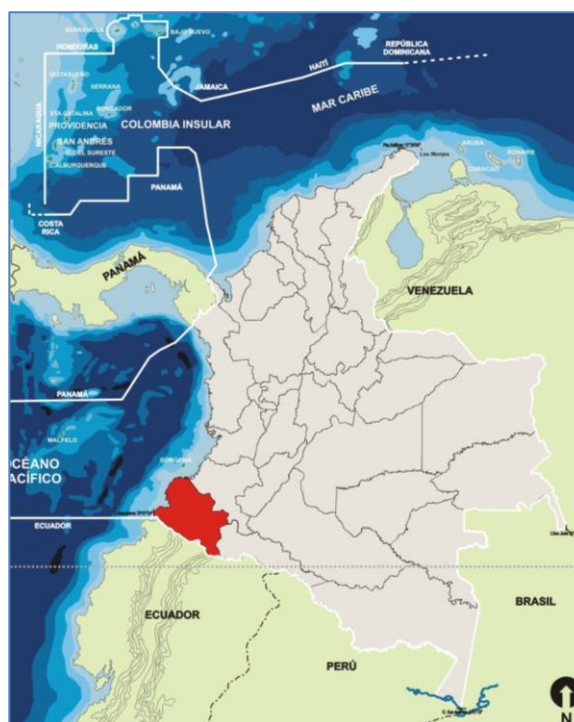 SERRANILLA
BAJO NUEVO
HONDURAS
REPÚBLICA
DOMINICANA
HAITÍ
JAMAICA
QUITASUEÑO
SERRANA
MAR CARIBE
NICARAGUA
STA.CATALINA
RONCADOR
PROVIDENCIA
COLOMBIA INSULAR
SAN ANDRÉS
ARUBA
Los Monjes
BONAIRE
CURACAO
PANAMÁ
COSTA
RICA
PANAMÁ
VENEZUELA
PANAMÁ
MALPELO
OCÉANO
PACÍFICO
GORGONA
ECUADOR
ECUADOR
BRASIL
PERÚ
N